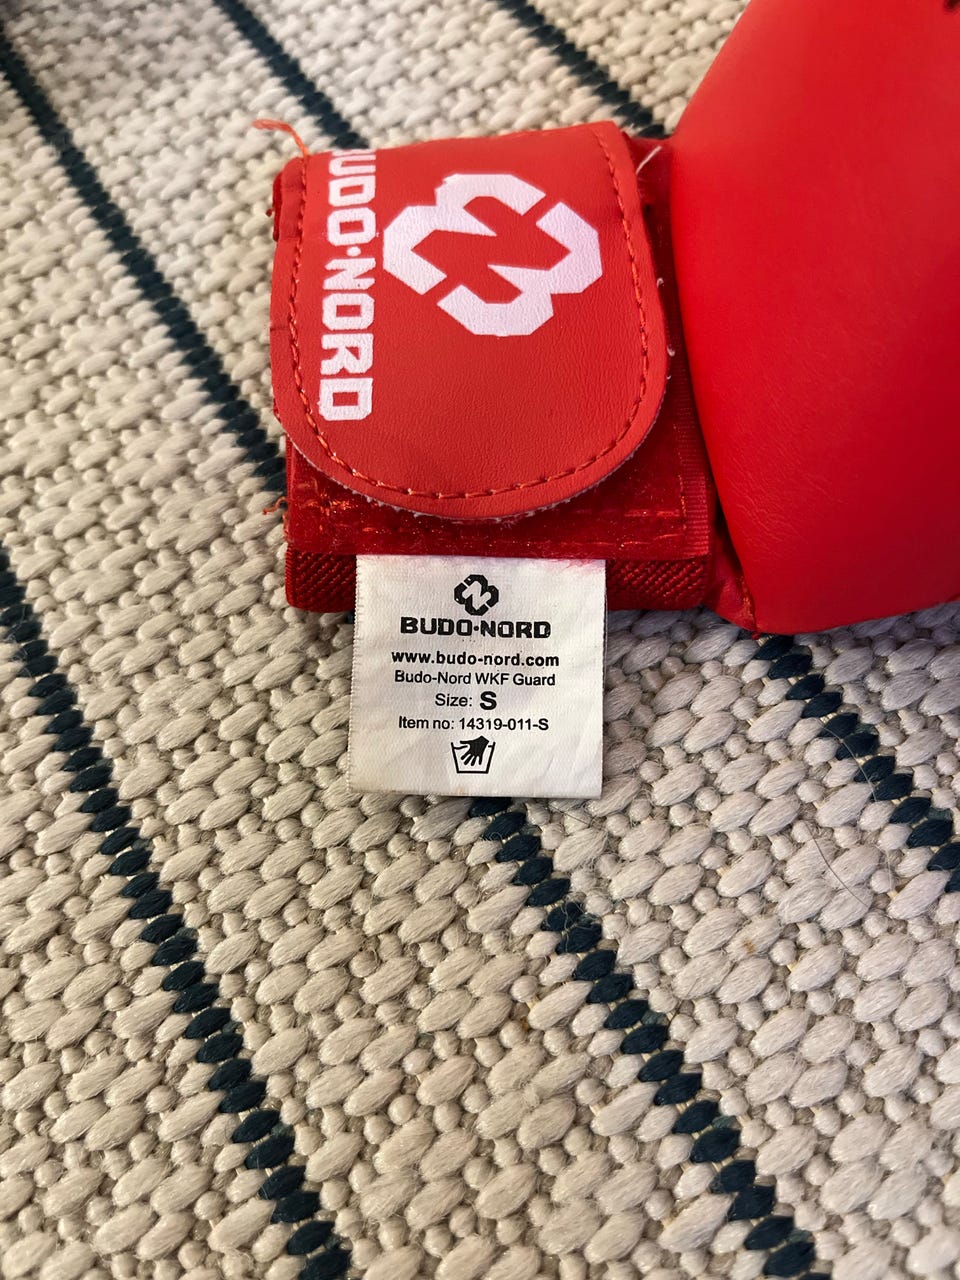 BUDO·NORD
BUDO·NORD
www.budo-nord.com
Budo-Nord WKF Guard
Size: S
Item no: 14319-011-S